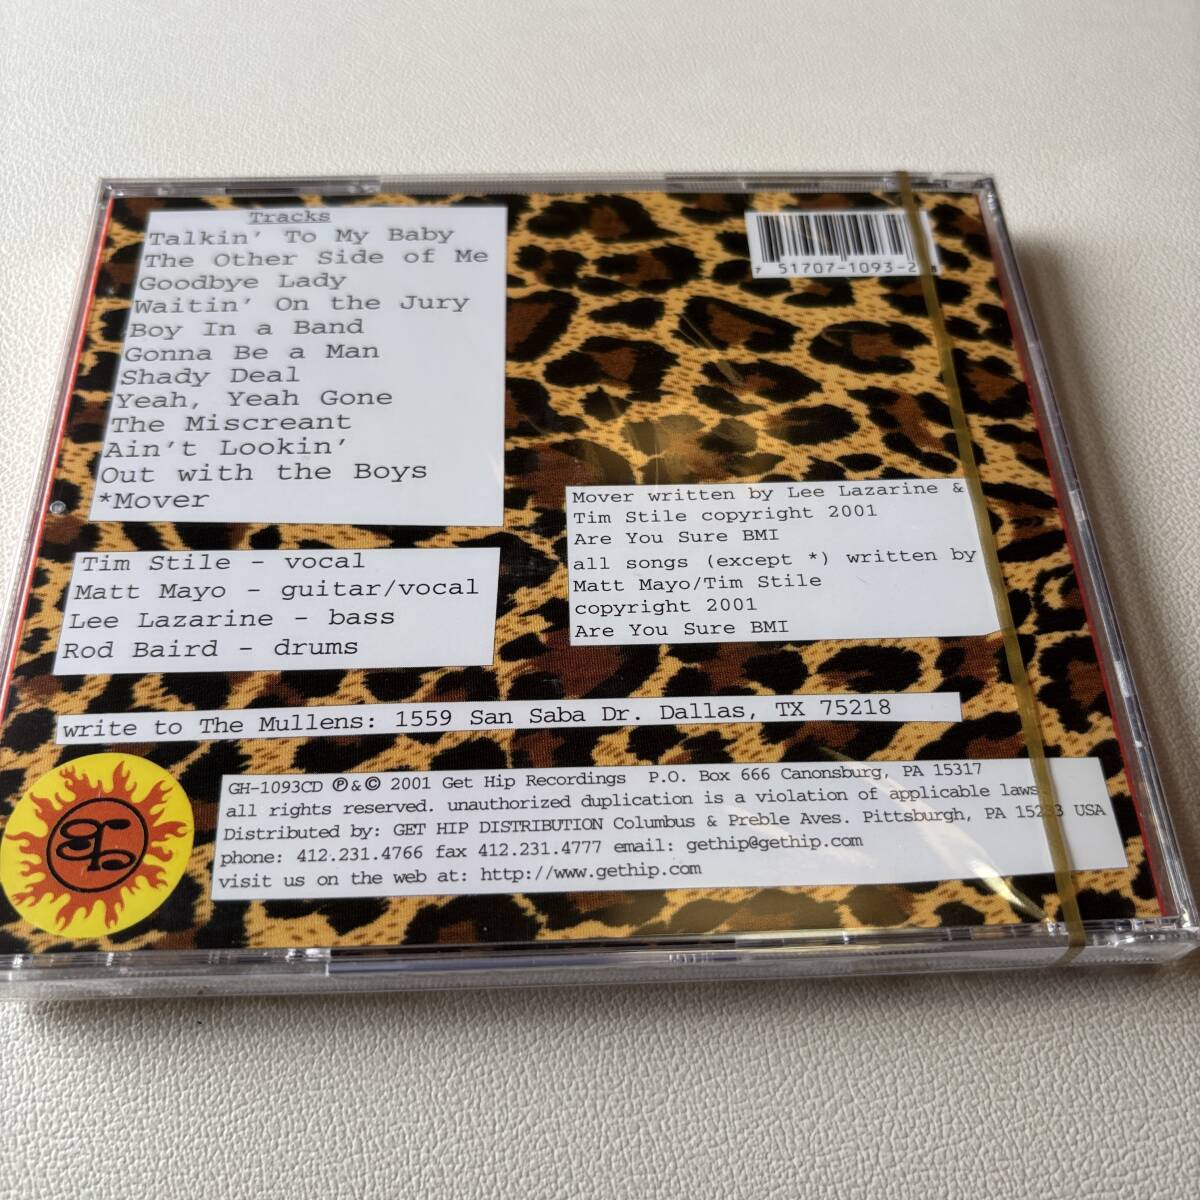 Tracks
Talkin' To My Baby
The Other Side of Me
Goodbye Lady
Waitin' On the Jury
Boy In a Band
Gonna Be a Man
Shady Deal
Yeah, Yeah Gone
The Miscreant
Ain't Lookin'
Out with the Boys
*Mover
7 51707-1093-2
Mover written by Lee Lazarine &
Tim Stile copyright 2001
Are You Sure BMI
all songs (except *) written by
Matt Mayo/Tim Stile
copyright 2001
Are You Sure BMI
Tim Stile - vocal
Matt Mayo - guitar/vocal
Lee Lazarine - bass
Rod Baird - drums
write to The Mullens: 1559 San Saba Dr. Dallas, TX 75218
GH-1093CD ℗ & © 2001 Get Hip Recordings P.O. Box 666 Canonsburg, PA 15317
all rights reserved. unauthorized duplication is a violation of applicable laws.
Distributed by: GET HIP DISTRIBUTION Columbus & Preble Aves. Pittsburgh, PA USA
phone: 412.231.4766 fax 412.231.4777 email: gethip@gethip.com
visit us on the web at: http://www.gethip.com